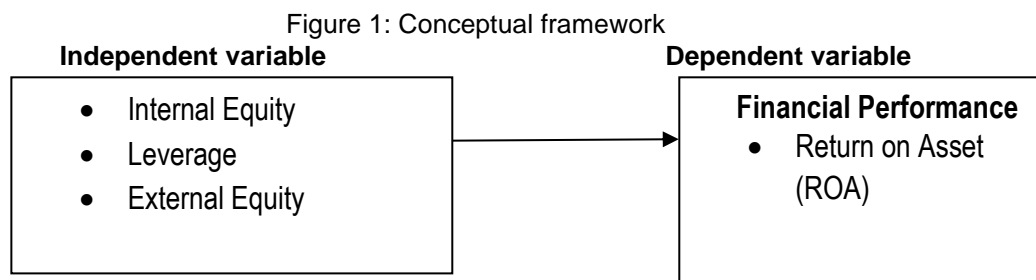 Figure 1: Conceptual framework
Independent variable
Dependent variable
• Internal Equity
• Leverage
• External Equity
Financial Performance
• Return on Asset
(ROA)